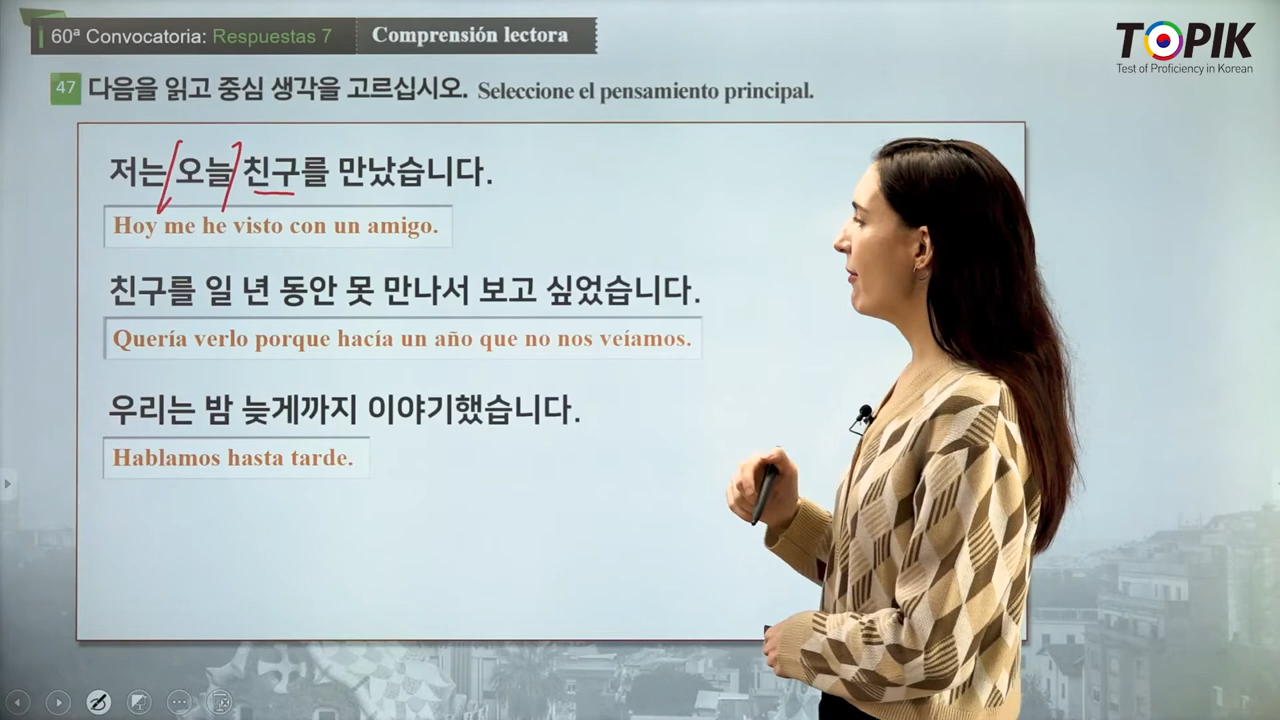 60ª Convocatoria: Respuestas 7
Comprensión lectora
TOPIK
Test of Proficiency in Korean
47 다음을 읽고 중심 생각을 고르십시오. Seleccione el pensamiento principal.
저는 오늘 친구를 만났습니다.
Hoy me he visto con un amigo.
친구를 일 년 동안 못 만나서 보고 싶었습니다.
Quería verlo porque hacía un año que no nos veíamos.
우리는 밤 늦게까지 이야기했습니다.
Hablamos hasta tarde.